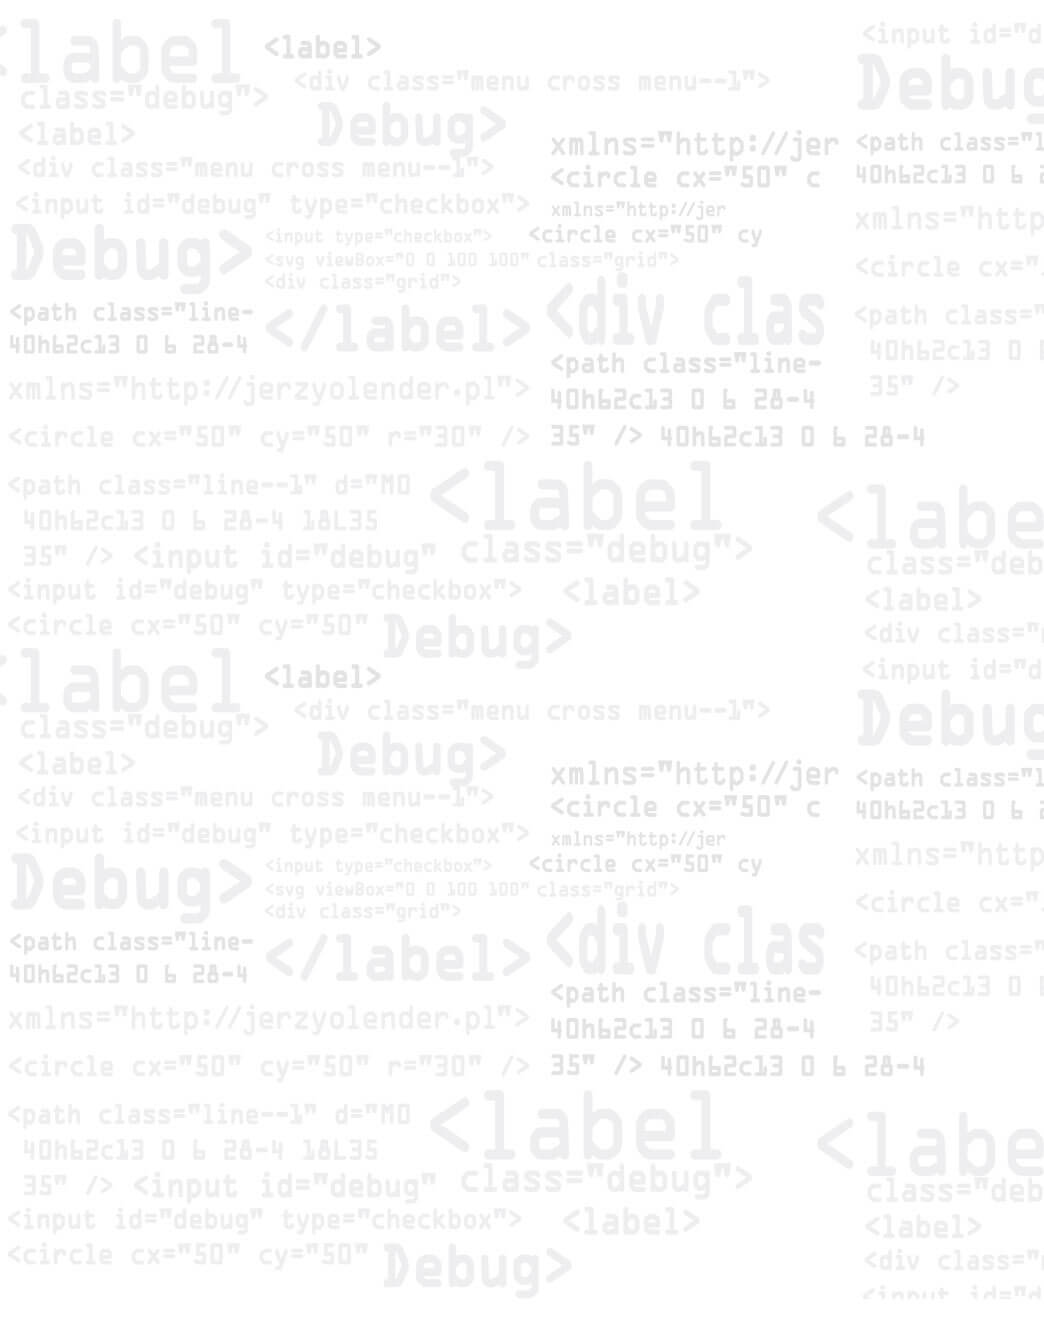 <label
class="debug">
<label>
<div class="menu cross menu--1">
<input id="debug" type="checkbox">
Debug>
<path class="line-
40h62c13 0 6 28-4
xmlns="http://jerzyolender.pl">
<circle cx="50" cy="50" r="30" />
<path class="line--1" d="M0
40h62c13 0 6 28-4 18L35
35" /> <input id="debug"
<input id="debug" type="checkbox">
<circle cx="50" cy="50"
<label>
<div class="menu cross menu--1">
Debug>
<input type="checkbox">
<svg viewBox="0 0 100 100" class="grid">
<div class="grid">
</label>
xmlns="http://jer
<circle cx="50" c
xmlns="http://jer
<circle cx="50" cy
<div clas
<path class="line-
40h62c13 0 6 28-4
35" /> 40h62c13 0 6 28-4
<label
class="debug">
<label>
Debug>
<input id="d
Debug
<path class="l
40h62c13 0 6 2
xmlns="http
<circle cx="
<path class="
40h62c13 0
35" />
<labe
class="deb
<label>
<div class="
<input id="d
Debug
<path class="l
40h62c13 0 6 2
xmlns="http
<circle cx="
<path class="
40h62c13 0
35" />
<labe
class="deb
<label>
<div class="
<input id="d
<label
class="debug">
<label>
<div class="menu cross menu--1">
<input id="debug" type="checkbox">
Debug>
<path class="line-
40h62c13 0 6 28-4
xmlns="http://jerzyolender.pl">
<circle cx="50" cy="50" r="30" />
<path class="line--1" d="M0
40h62c13 0 6 28-4 18L35
35" /> <input id="debug"
<input id="debug" type="checkbox">
<circle cx="50" cy="50"
<label>
<div class="menu cross menu--1">
Debug>
<input type="checkbox">
<svg viewBox="0 0 100 100" class="grid">
<div class="grid">
</label>
xmlns="http://jer
<circle cx="50" c
xmlns="http://jer
<circle cx="50" cy
<div clas
<path class="line-
40h62c13 0 6 28-4
35" /> 40h62c13 0 6 28-4
<label
class="debug">
<label>
Debug>